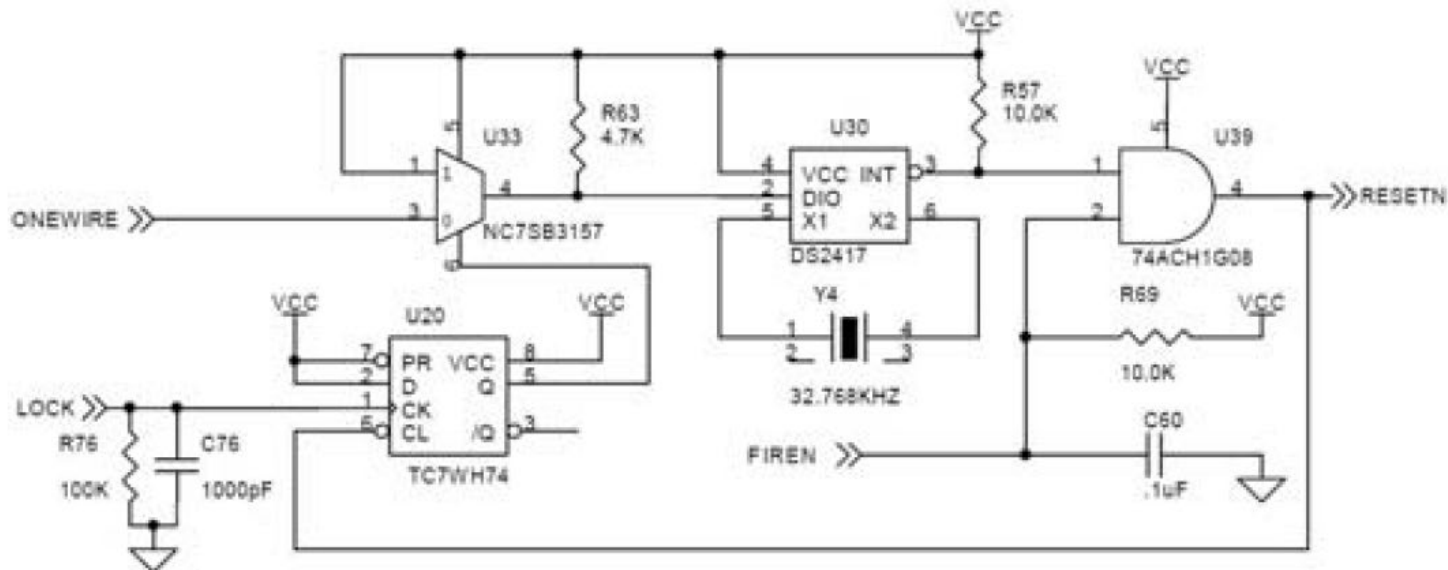 VCC
R63
4.7K
R57
10.0K
VCC
5
U33
U30
5
U39
1
I
4
VCC
INT
3
1
4
RESETN
2
DIO
ONEWIRE
3
0
4
5
X1
X2
6
2
NC7SB3157
DS2417
74ACH1G08
6
Y4
R69
VCC
VCC
U20
VCC
1
4
2
3
10.0K
7
PR
VCC
8
2
D
Q
5
32.768KHZ
LOCK
1
CK
6
CL
/Q
3
R76
C76
FIREN
C60
100K
1000pF
TC7WH74
.1uF